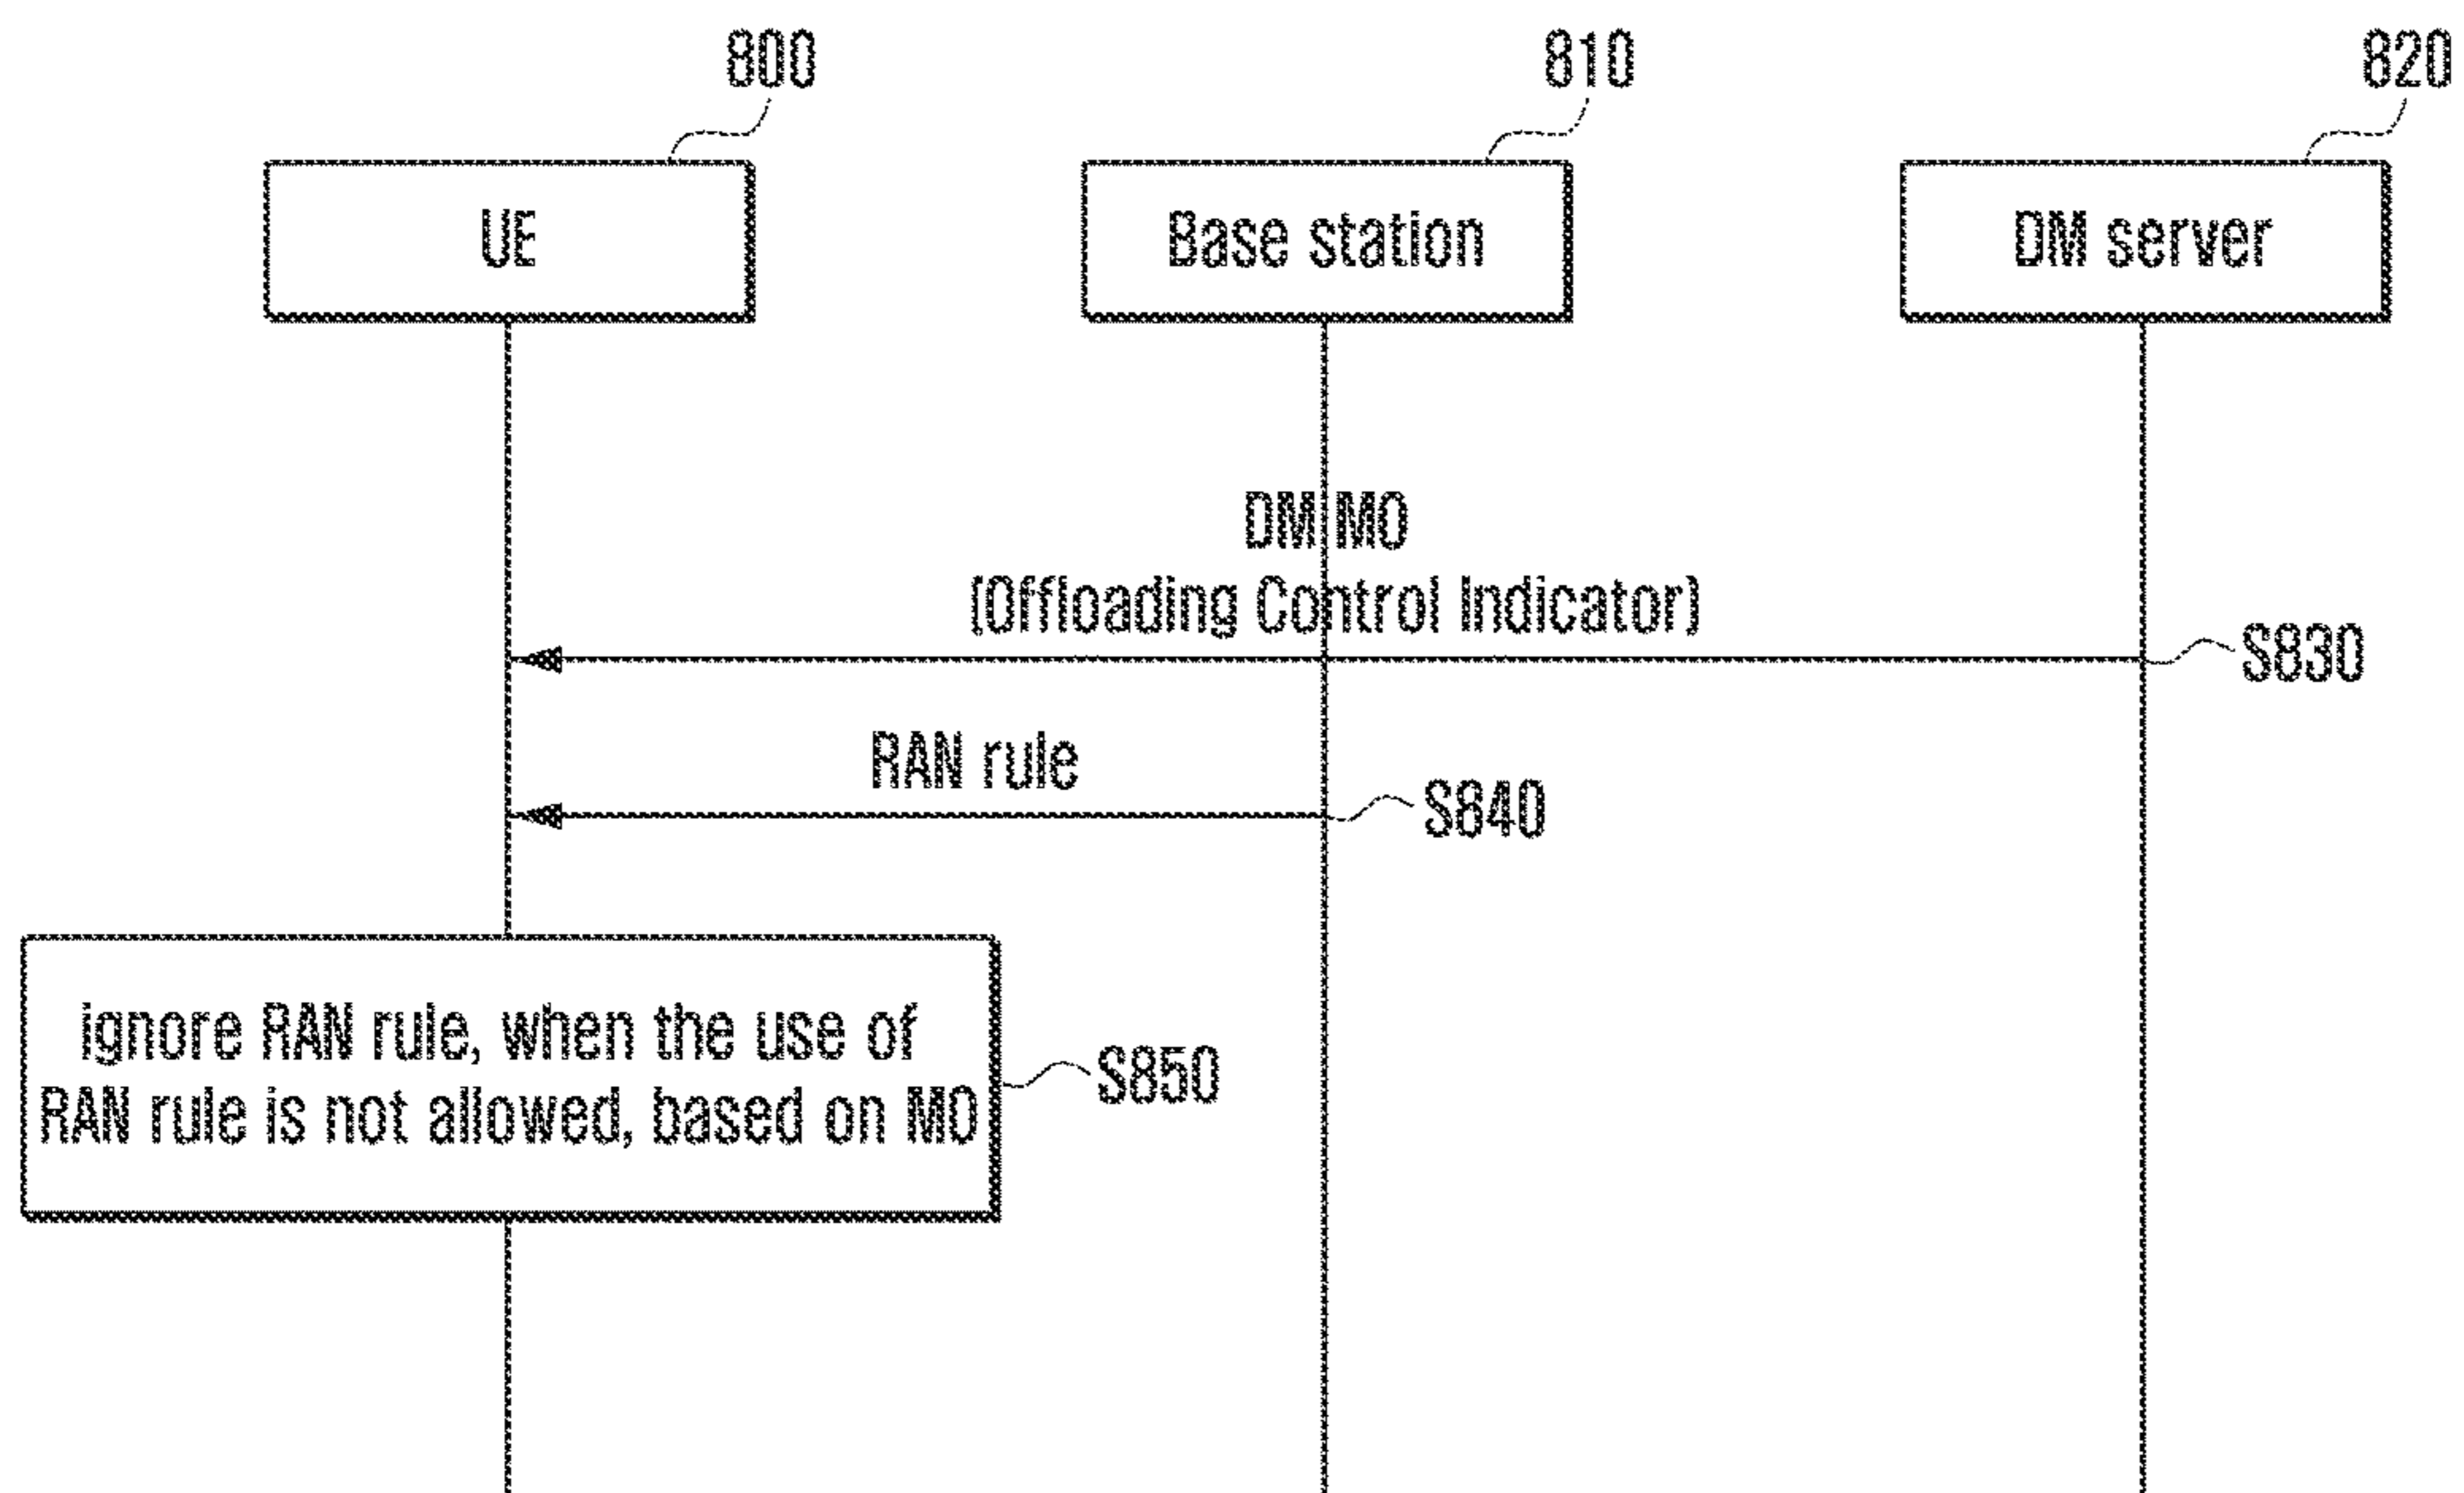 800
810
820
UE
Base station
DM server
DM MO
(Offloading Control Indicator)
S830
RAN rule
S840
ignore RAN rule, when the use of
RAN rule is not allowed, based on MO
S850